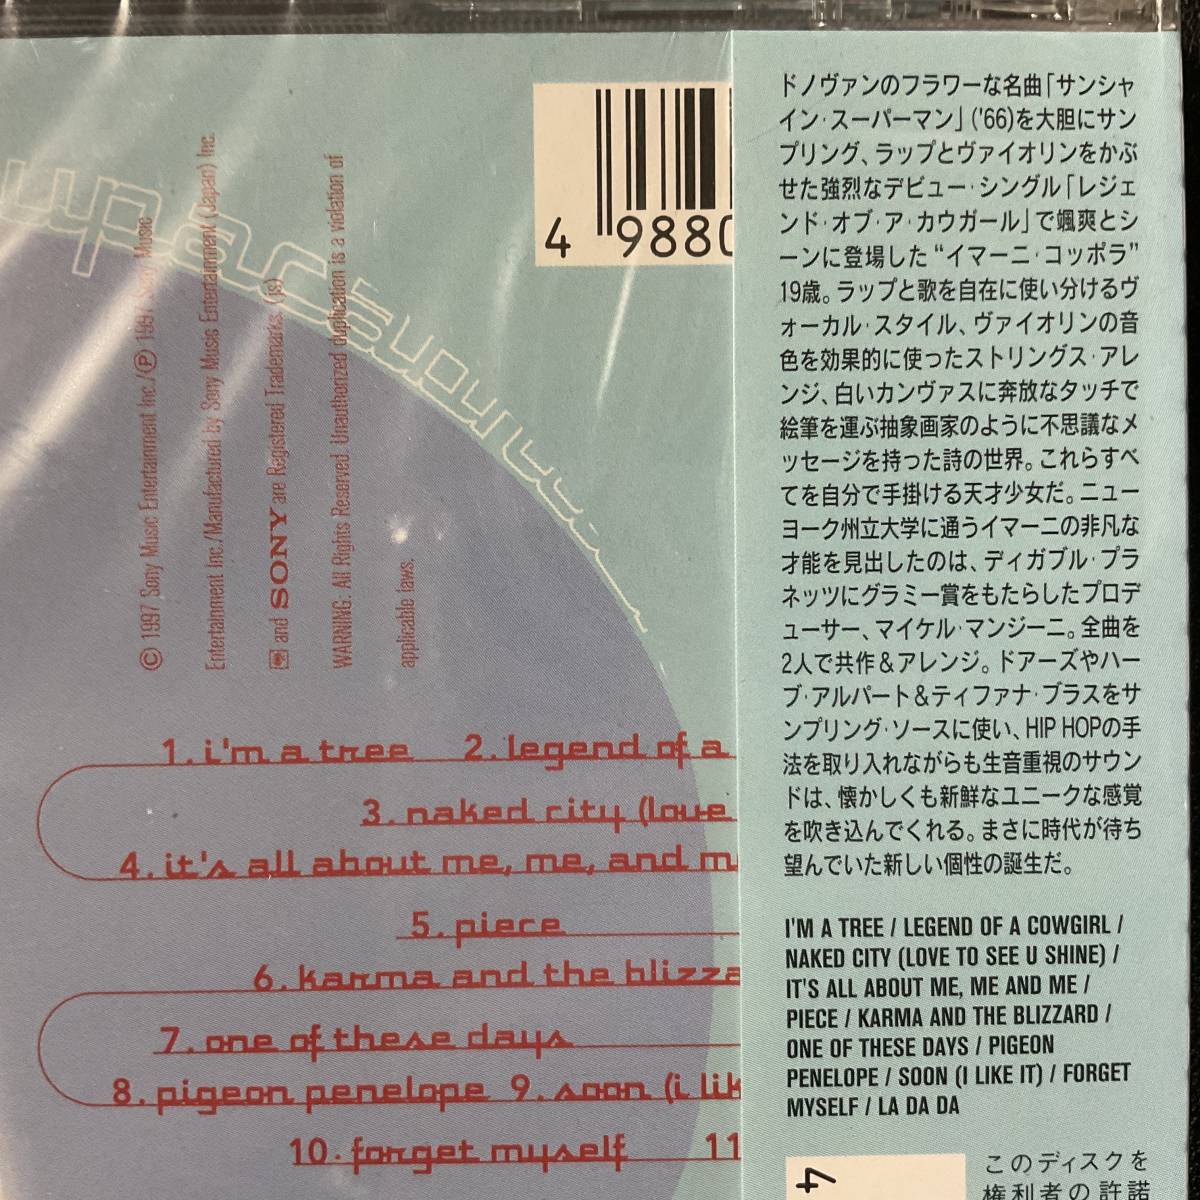 ドノヴァンのフラワーな名曲「サンシャ
イン・スーパーマン」('66)を大胆にサン
プリング、ラップとヴァイオリンをかぶ
せた強烈なデビュー・シングル「レジェ
ンド・オブ・ア・カウガール」で颯爽とシ
ーンに登場した“イマーニ・コッポラ”
19歳。ラップと歌を自在に使い分けるヴ
ォーカル・スタイル、ヴァイオリンの音
色を効果的に使ったストリングス・アレ
ンジ、白いカンヴァスに奔放なタッチで
絵筆を運ぶ抽象画家のように不思議なメ
ッセージを持った詩の世界。これらすべ
てを自分で手掛ける天才少女だ。ニュー
ヨーク州立大学に通うイマーニの非凡な
才能を見出したのは、ディガブル・プラ
ネッツにグラミー賞をもたらしたプロデ
ューサー、マイケル・マンジーニ。全曲を
2人で共作＆アレンジ。ドアーズやハー
ブ・アルパート＆ティファナ・ブラスをサ
ンプリング・ソースに使い、HIP HOPの手
法を取り入れながらも生音重視のサウン
ドは、懐かしくも新鮮なユニークな感覚
を吹き込んでくれる。まさに時代が待ち
望んでいた新しい個性の誕生だ。
I'M A TREE / LEGEND OF A COWGIRL /
NAKED CITY (LOVE TO SEE U SHINE) /
IT'S ALL ABOUT ME, ME AND ME /
PIECE / KARMA AND THE BLIZZARD /
ONE OF THESE DAYS / PIGEON
PENELOPE / SOON (I LIKE IT) / FORGET
MYSELF / LA DA DA
このディスクを
権利者の許諾
4
4 9880
© 1997 Sony Music Entertainment Inc./℗ 1997 Sony Music
Entertainment Inc./Manufactured by Sony Music Entertainment (Japan) Inc.
and SONY are Registered Trademarks. (js)
WARNING: All Rights Reserved. Unauthorized duplication is a violation of
applicable laws.
1. i'm a tree 2. legend of a
3. naked city (love
4. it's all about me, me, and m
5. piece
6. karma and the blizza
7. one of these days
8. pigeon penelope 9. soon (i lik
10. forget myself 11